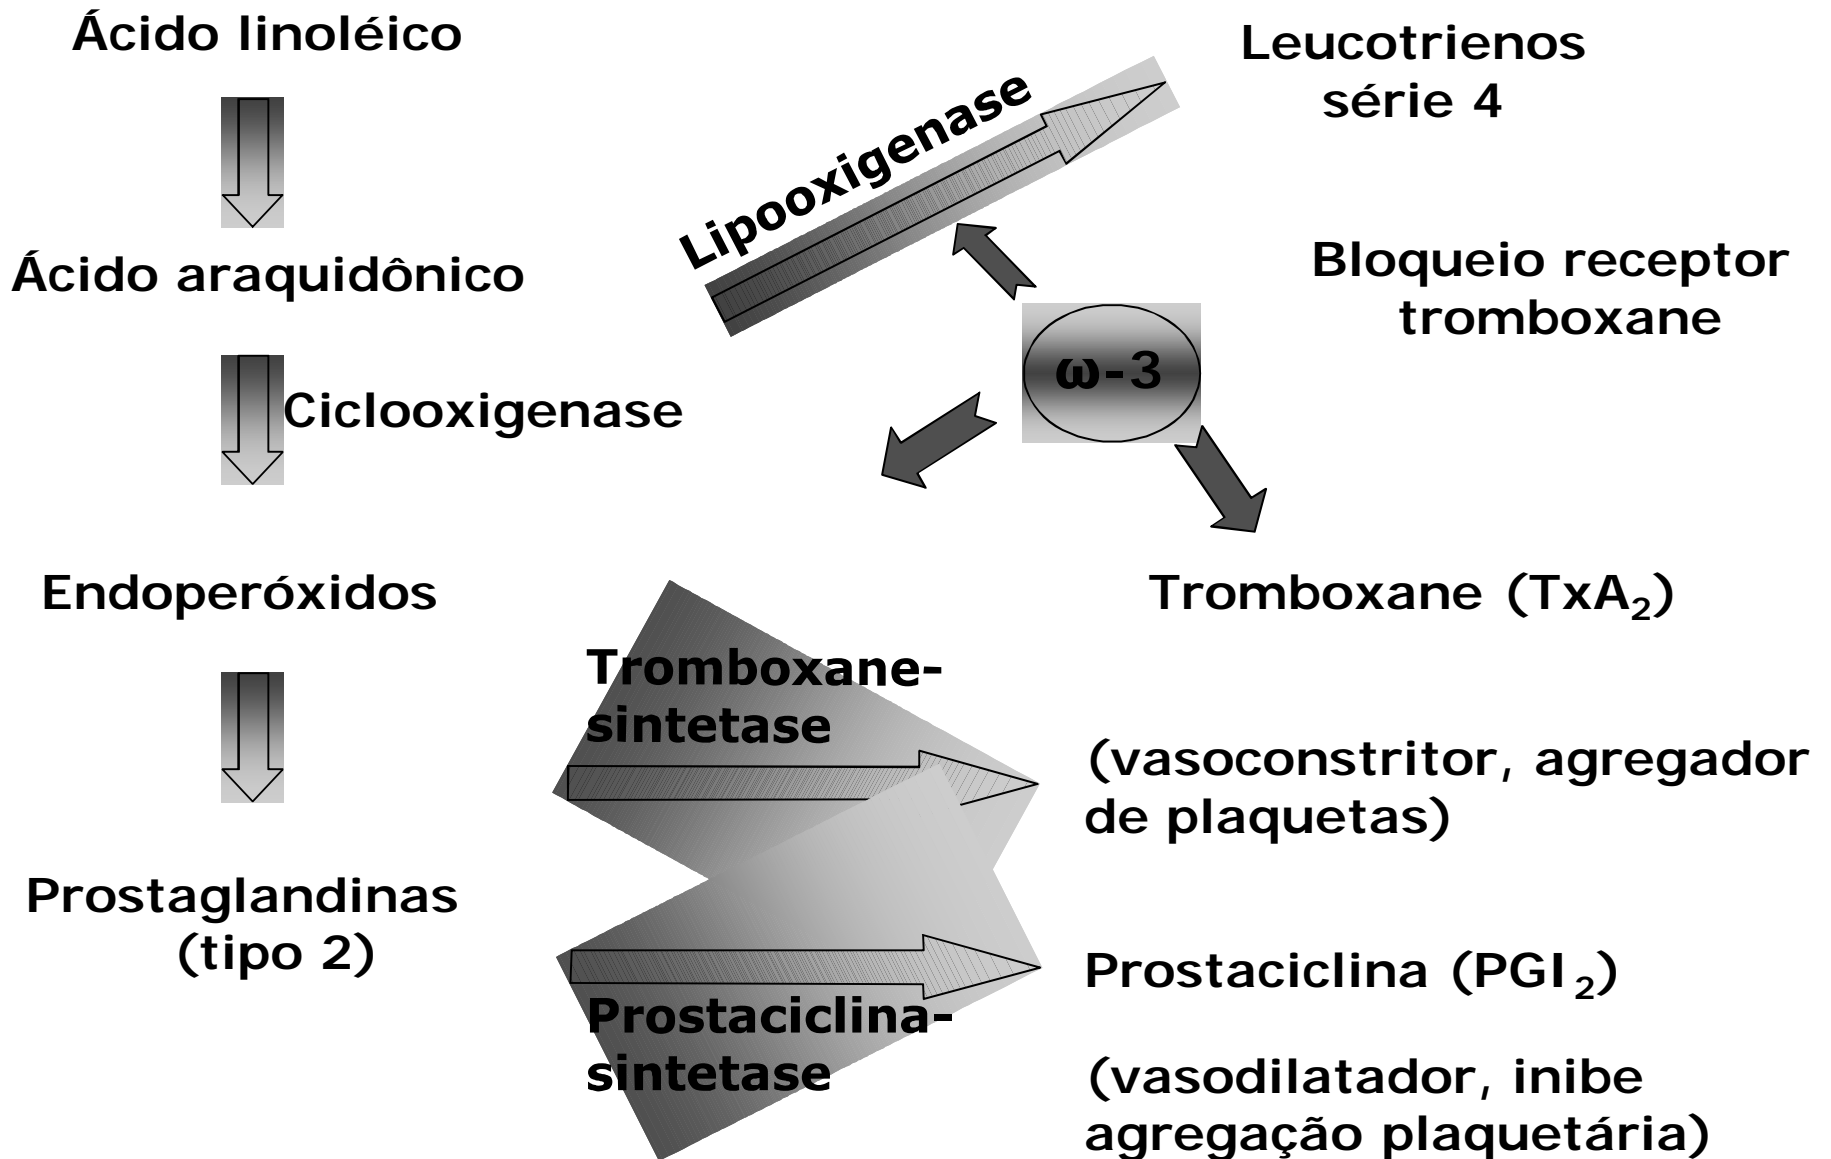 Ácido linoléico
Ácido araquidônico
Ciclooxigenase
Endoperóxidos
Prostaglandinas
(tipo 2)
Lipooxigenase
Leucotrienos
série 4
Bloqueio receptor
tromboxane
ω-3
Tromboxane (TxA₂)
Tromboxane-
sintetase
(vasoconstritor, agregador
de plaquetas)
Prostaciclina (PGI₂)
Prostaciclina-
sintetase
(vasodilatador, inibe
agregação plaquetária)